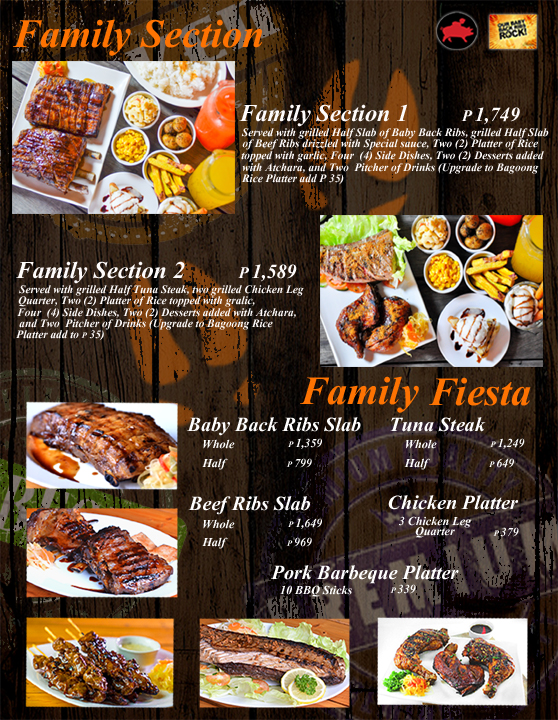 Family Section
OUR BABY
BACK RIBS
ROCK!
Family Section 1 ₱ 1,749
Served with grilled Half Slab of Baby Back Ribs, grilled Half Slab
of Beef Ribs drizzled with Special sauce, Two (2) Platter of Rice
topped with garlic, Four (4) Side Dishes, Two (2) Desserts added
with Atchara, and Two Pitcher of Drinks (Upgrade to Bagoong
Rice Platter add P 35)
Family Section 2 ₱ 1,589
Served with grilled Half Tuna Steak, two grilled Chicken Leg
Quarter, Two (2) Platter of Rice topped with gralic,
Four (4) Side Dishes, Two (2) Desserts added with Atchara,
and Two Pitcher of Drinks (Upgrade to Bagoong Rice
Platter add to ₱ 35)
Family Fiesta
Baby Back Ribs Slab
Whole ₱ 1,359
Half ₱ 799
Tuna Steak
Whole ₱ 1,249
Half ₱ 649
Beef Ribs Slab
Whole ₱ 1,649
Half ₱ 969
Chicken Platter
3 Chicken Leg
Quarter ₱ 379
Pork Barbeque Platter
10 BBQ Sticks ₱ 339
PREMIUM